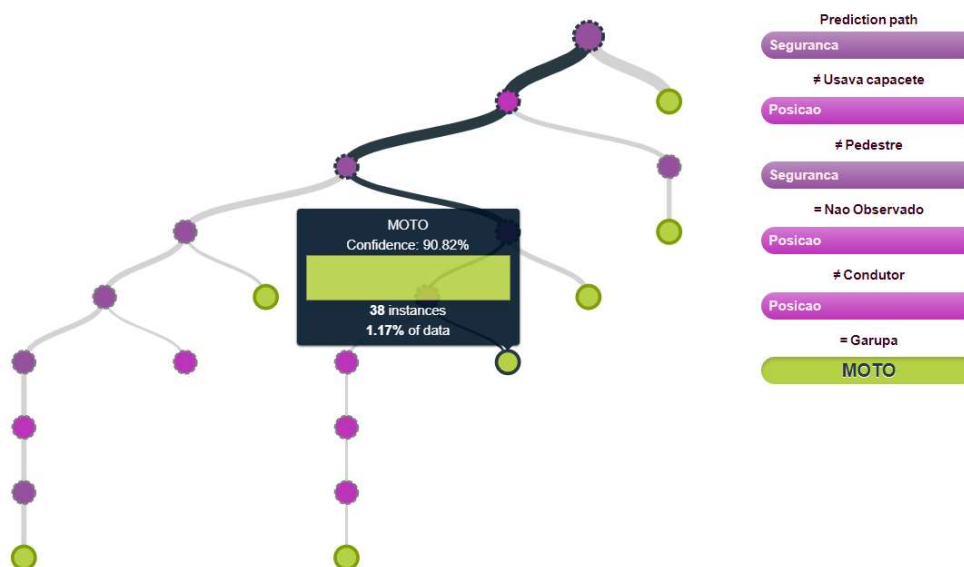 Prediction path
Seguranca
≠ Usava capacete
Posicao
≠ Pedestre
Seguranca
= Nao Observado
Posicao
≠ Condutor
Posicao
= Garupa
MOTO
MOTO
Confidence: 90.82%
38 instances
1.17% of data